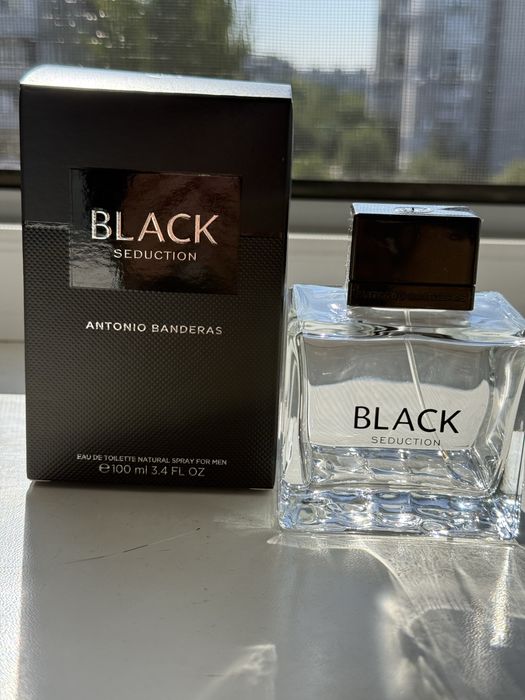 BLACK
SEDUCTION
ANTONIO BANDERAS
EAU DE TOILETTE NATURAL SPRAY FOR MEN
℮100 ml 3.4 FL OZ
BLACK
SEDUCTION